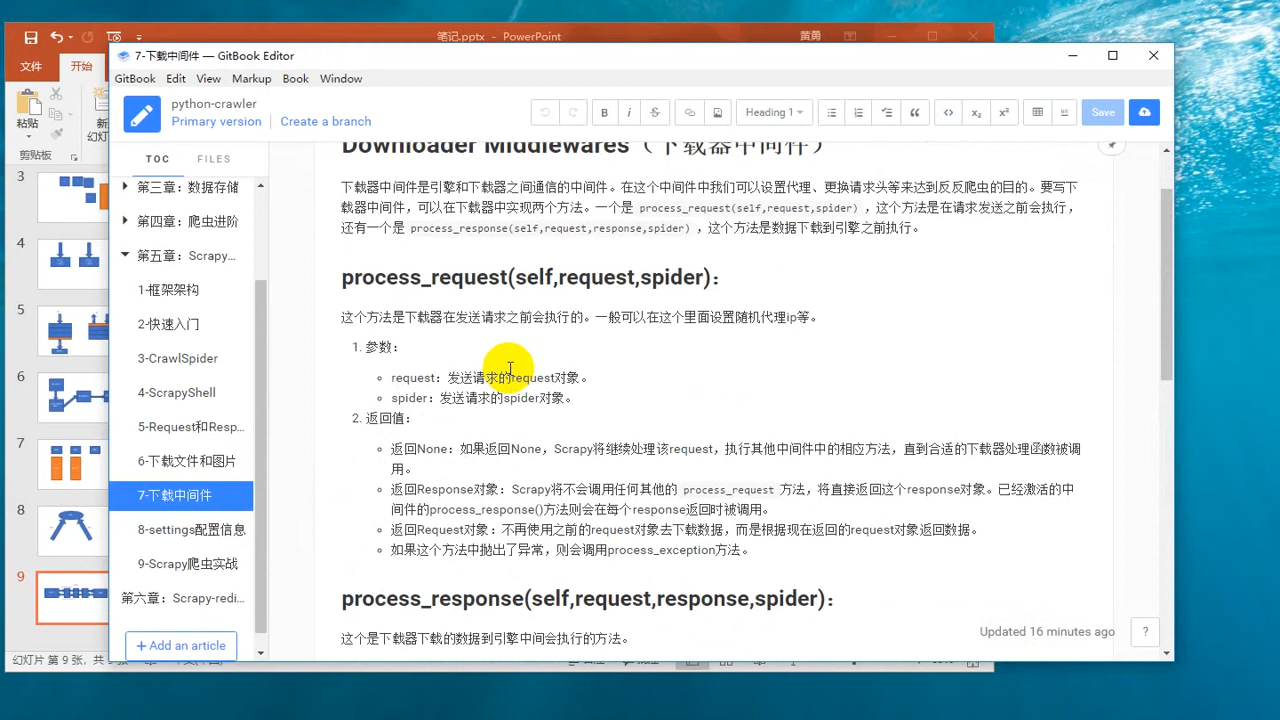 笔记.pptx - PowerPoint
黄勇
文件
开始
粘贴
新
幻灯
剪贴板
3
4
5
6
7
8
9
7-下载中间件 — GitBook Editor
GitBook Edit View Markup Book Window
python-crawler
Primary version Create a branch
B i S Heading 1 x₂ x² Save
TOC FILES
第三章：数据存储
第四章：爬虫进阶
第五章：Scrapy...
1-框架架构
2-快速入门
3-CrawlSpider
4-ScrapyShell
5-Request和Resp...
6-下载文件和图片
7-下载中间件
8-settings配置信息
9-Scrapy爬虫实战
第六章：Scrapy-redi...
+ Add an article
Downloader Middlewares（下载器中间件）
下载器中间件是引擎和下载器之间通信的中间件。在这个中间件中我们可以设置代理、更换请求头等来达到反反爬虫的目的。要写下
载器中间件，可以在下载器中实现两个方法。一个是 process_request(self,request,spider) ，这个方法是在请求发送之前会执行，
还有一个是 process_response(self,request,response,spider) ，这个方法是数据下载到引擎之前执行。
process_request(self,request,spider)：
这个方法是下载器在发送请求之前会执行的。一般可以在这个里面设置随机代理ip等。
1. 参数：
request：发送请求的request对象。
spider：发送请求的spider对象。
2. 返回值：
返回None：如果返回None，Scrapy将继续处理该request，执行其他中间件中的相应方法，直到合适的下载器处理函数被调
用。
返回Response对象：Scrapy将不会调用任何其他的 process_request 方法，将直接返回这个response对象。已经激活的中
间件的process_response()方法则会在每个response返回时被调用。
返回Request对象：不再使用之前的request对象去下载数据，而是根据现在返回的request对象返回数据。
如果这个方法中抛出了异常，则会调用process_exception方法。
process_response(self,request,response,spider)：
这个是下载器下载的数据到引擎中间会执行的方法。
Updated 16 minutes ago
?
幻灯片 第 9 张，共